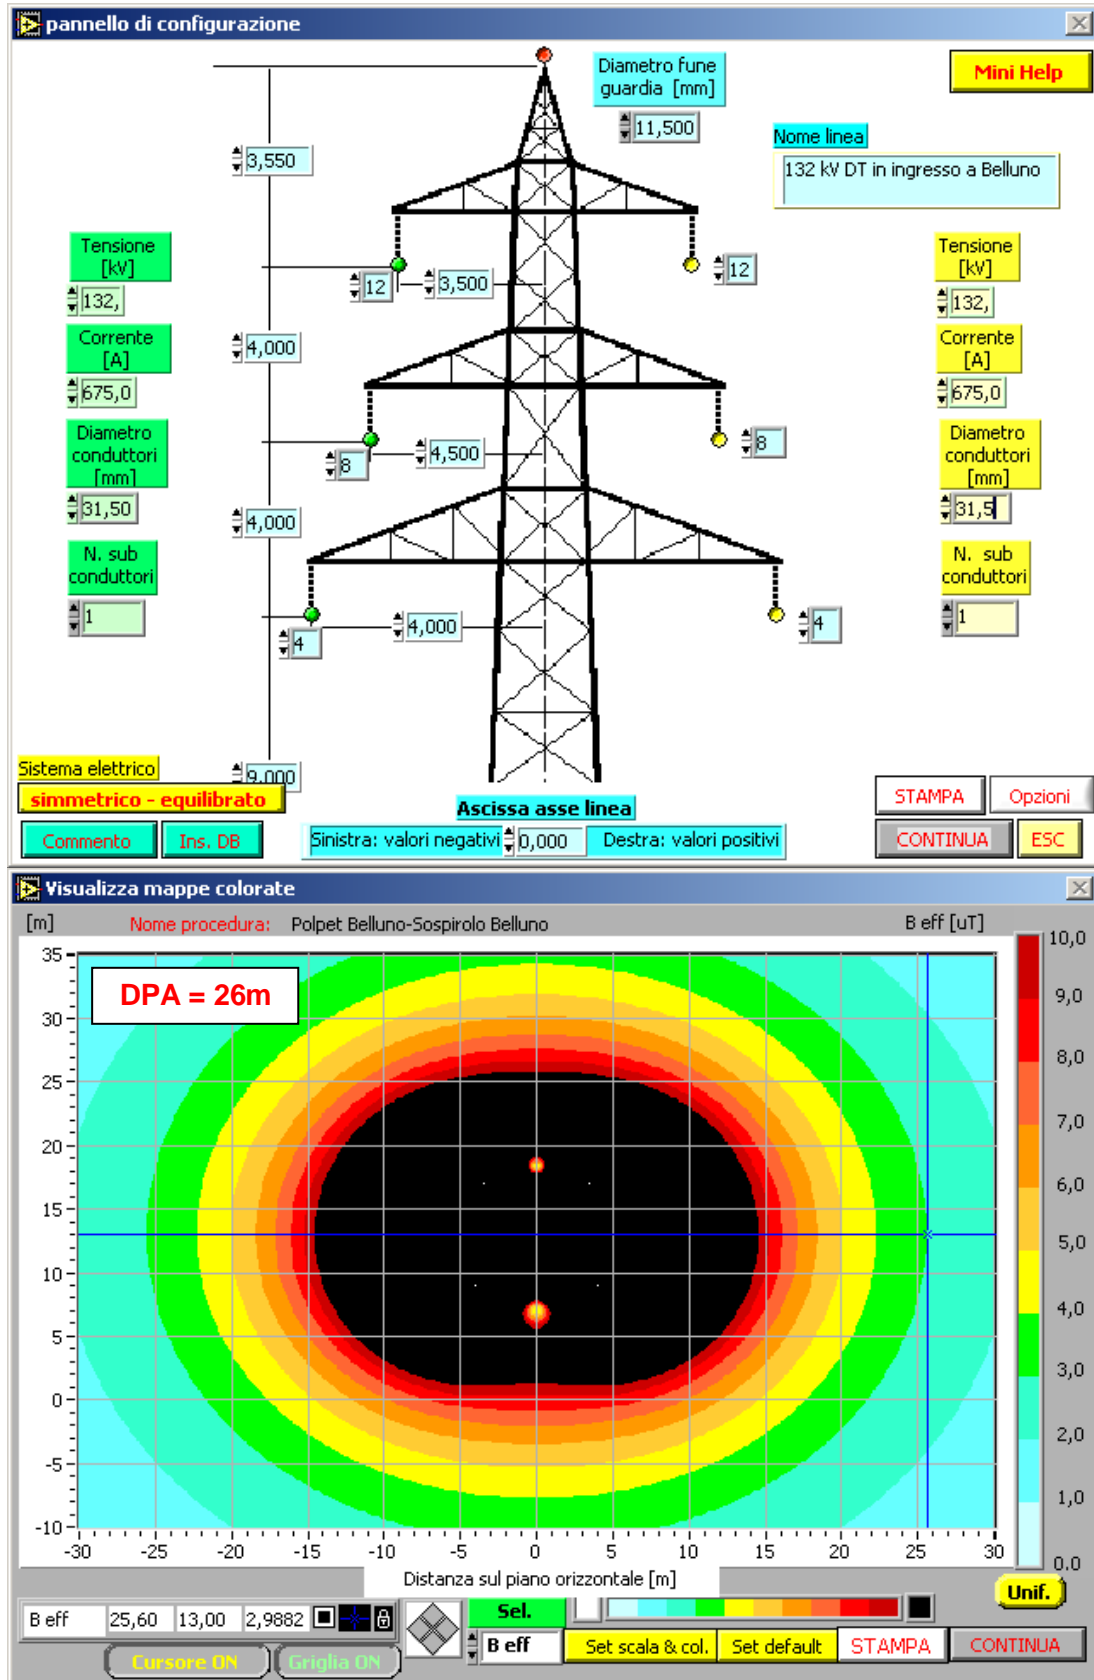 pannello di configurazione
Diametro fune
guardia [mm]
11,500
Mini Help
Nome linea
132 kV DT in ingresso a Belluno
3,550
Tensione
[kV]
132,
Corrente
[A]
675,0
Diametro
conduttori
[mm]
31,50
N. sub
conduttori
1
12
3,500
12
4,000
8
4,500
8
4,000
4
4,000
4
9,000
Tensione
[kV]
132,
Corrente
[A]
675,0
Diametro
conduttori
[mm]
31,5
N. sub
conduttori
1
Sistema elettrico
simmetrico - equilibrato
Commento
Ins. DB
Ascissa asse linea
Sinistra: valori negativi 0,000 Destra: valori positivi
STAMPA
Opzioni
CONTINUA
ESC
Visualizza mappe colorate
[m] Nome procedura: Polpet Belluno-Sospirolo Belluno B eff [uT]
DPA = 26m
35
30
25
20
15
10
5
0
-5
-10
-30 -25 -20 -15 -10 -5 0 5 10 15 20 25 30
Distanza sul piano orizzontale [m]
10,0
9,0
8,0
7,0
6,0
5,0
4,0
3,0
2,0
1,0
0.0
Unif.
B eff 25,60 13,00 2,9882
Sel.
B eff
Set scala & col.
Set default
STAMPA
CONTINUA
Cursore ON
Griglia ON